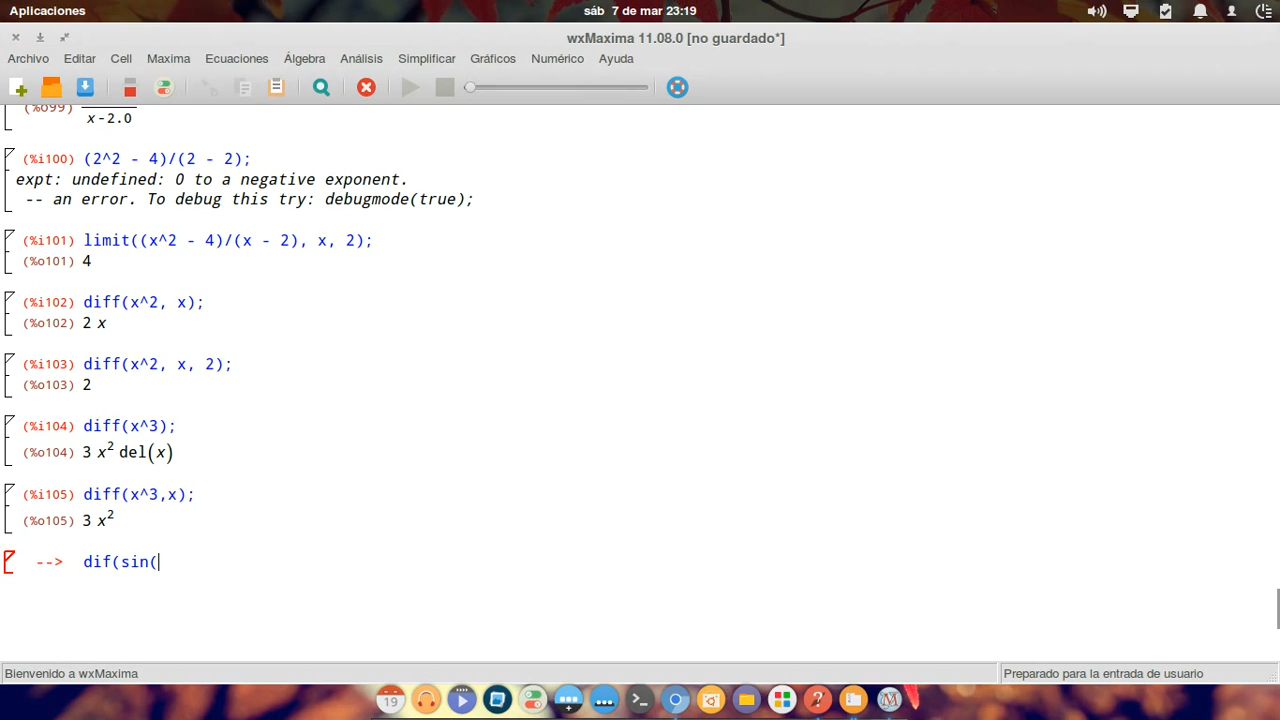 Aplicaciones sáb 7 de mar 23:19
wxMaxima 11.08.0 [no guardado*]
Archivo Editar Cell Maxima Ecuaciones Álgebra Análisis Simplificar Gráficos Numérico Ayuda
(%o99) x-2.0
(%i100) (2^2 - 4)/(2 - 2);
expt: undefined: 0 to a negative exponent.
-- an error. To debug this try: debugmode(true);
(%i101) limit((x^2 - 4)/(x - 2), x, 2);
(%o101) 4
(%i102) diff(x^2, x);
(%o102) 2 x
(%i103) diff(x^2, x, 2);
(%o103) 2
(%i104) diff(x^3);
(%o104) 3 x² del(x)
(%i105) diff(x^3,x);
(%o105) 3 x²
--> dif(sin(
Bienvenido a wxMaxima Preparado para la entrada de usuario
19